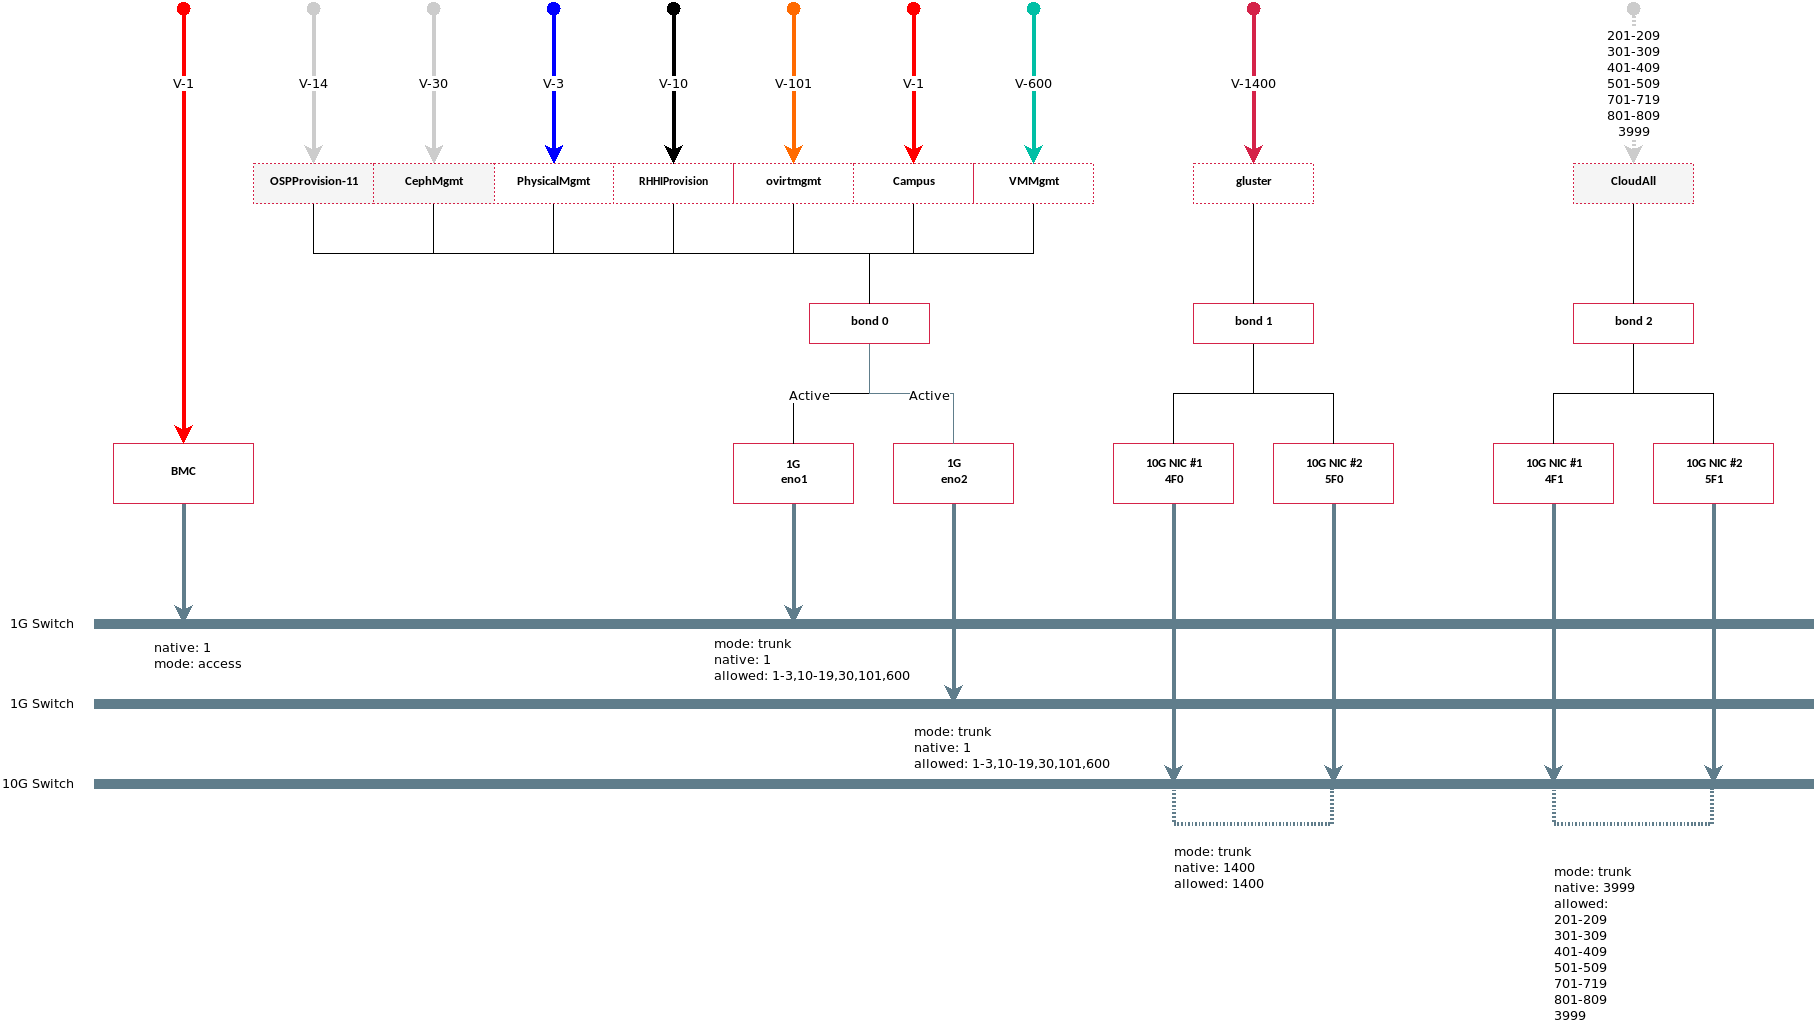 201-209
301-309
401-409
501-509
701-719
801-809
3999
V-1
V-14
V-30
V-3
V-10
V-101
V-1
V-600
V-1400
OSPProvision-11
CephMgmt
PhysicalMgmt
RHHIProvision
ovirtmgmt
Campus
VMMgmt
gluster
CloudAll
bond 0
bond 1
bond 2
Active
Active
BMC
1G
eno1
1G
eno2
10G NIC #1
4F0
10G NIC #2
5F0
10G NIC #1
4F1
10G NIC #2
5F1
1G Switch
native: 1
mode: access
mode: trunk
native: 1
allowed: 1-3,10-19,30,101,600
1G Switch
mode: trunk
native: 1
allowed: 1-3,10-19,30,101,600
10G Switch
mode: trunk
native: 1400
allowed: 1400
mode: trunk
native: 3999
allowed:
201-209
301-309
401-409
501-509
701-719
801-809
3999